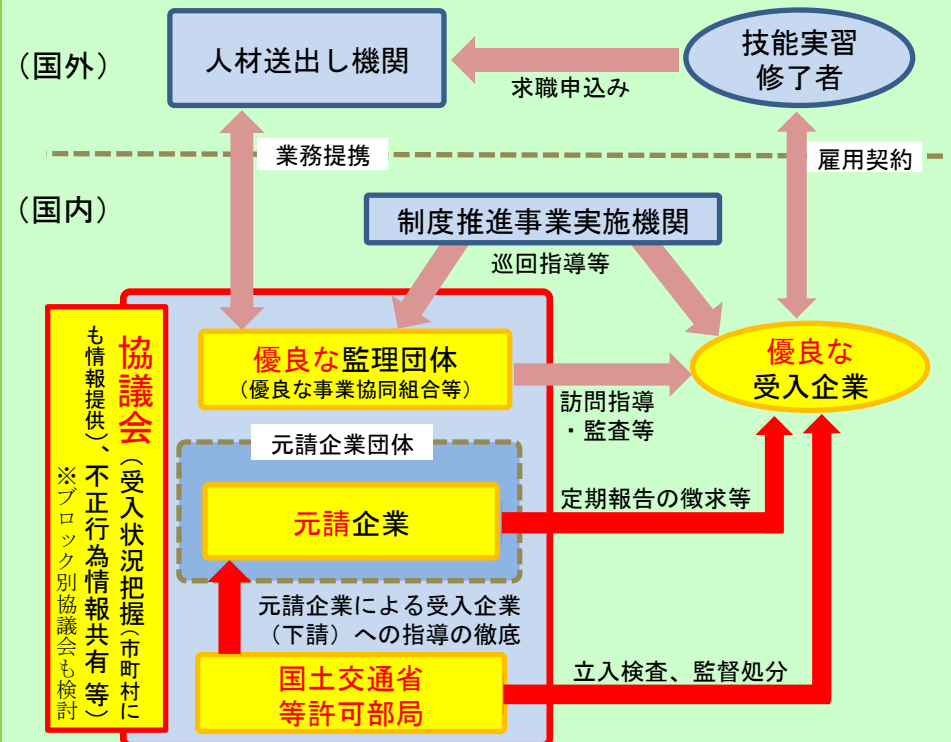 （国外）
人材送出し機関
技能実習
修了者
求職申込み
業務提携
雇用契約
（国内）
制度推進事業実施機関
巡回指導等
協議会（受入状況把握（市町村に
も情報提供）、不正行為情報共有 等）
※ブロック別協議会も検討
優良な監理団体
（優良な事業協同組合等）
優良な
受入企業
訪問指導
・監査等
元請企業団体
元請企業
定期報告の徴求等
元請企業による受入企業
（下請）への指導の徹底
国土交通省
等許可部局
立入検査、監督処分